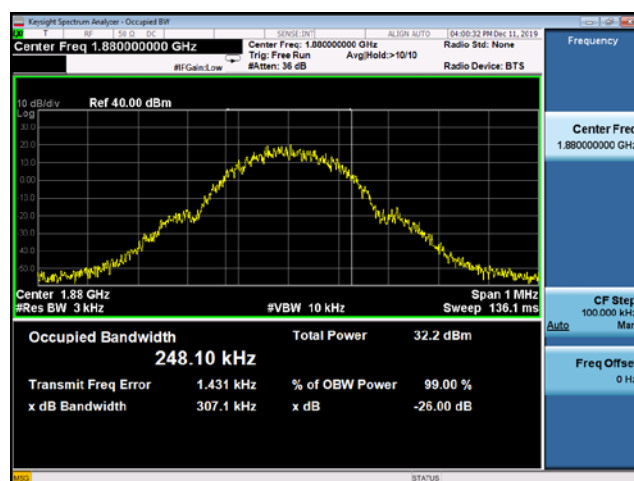 Keysight Spectrum Analyzer - Occupied BW
T RF 50 Ω DC SENSE:INT ALIGN AUTO 04:00:32 PM Dec 11, 2019
Center Freq 1.880000000 GHz
Center Freq: 1.880000000 GHz
Radio Std: None
Trig: Free Run Avg|Hold:>10/10
#IFGain:Low #Atten: 36 dB Radio Device: BTS
Frequency
10 dB/div Ref 40.00 dBm
Log
30.0
20.0
10.0
0.00
-10.0
-20.0
-30.0
-40.0
-50.0
Center Freq
1.880000000 GHz
Center 1.88 GHz Span 1 MHz
#Res BW 3 kHz #VBW 10 kHz Sweep 136.1 ms
CF Step
100.000 kHz
Auto Man
Occupied Bandwidth Total Power 32.2 dBm
248.10 kHz
Transmit Freq Error 1.431 kHz % of OBW Power 99.00 %
x dB Bandwidth 307.1 kHz x dB -26.00 dB
Freq Offset
0 Hz
MSG STATUS